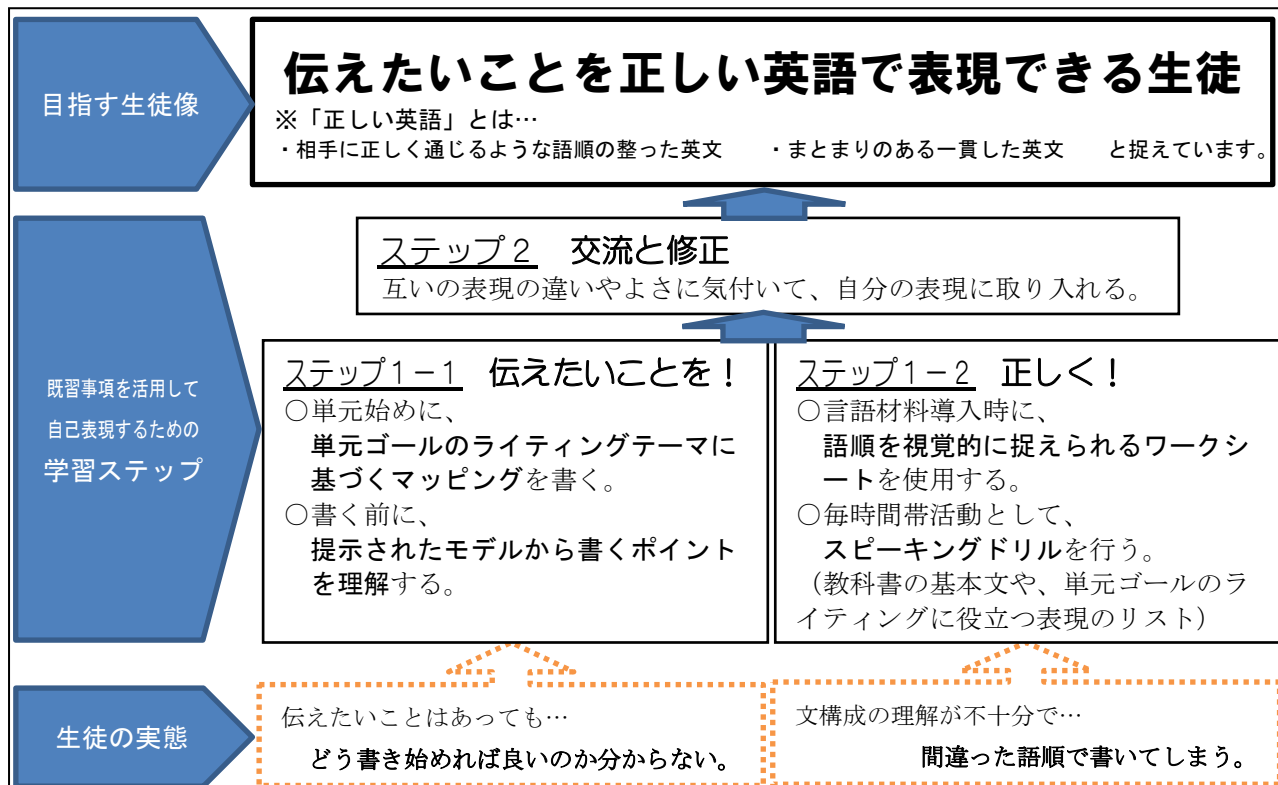 目指す生徒像
伝えたいことを正しい英語で表現できる生徒
※「正しい英語」とは…
・相手に正しく通じるような語順の整った英文　・まとまりのある一貫した英文　と捉えています。
既習事項を活用して
自己表現するための
学習ステップ
ステップ２　交流と修正
互いの表現の違いやよさに気付いて、自分の表現に取り入れる。
ステップ１－１　伝えたいことを！
○単元始めに、
単元ゴールのライティングテーマに
基づくマッピングを書く。
○書く前に、
提示されたモデルから書くポイント
を理解する。
ステップ１－２　正しく！
○言語材料導入時に、
語順を視覚的に捉えられるワークシ
ートを使用する。
○毎時間帯活動として、
スピーキングドリルを行う。
（教科書の基本文や、単元ゴールのラ
イティングに役立つ表現のリスト）
生徒の実態
伝えたいことはあっても…
どう書き始めれば良いのか分からない。
文構成の理解が不十分で…
間違った語順で書いてしまう。